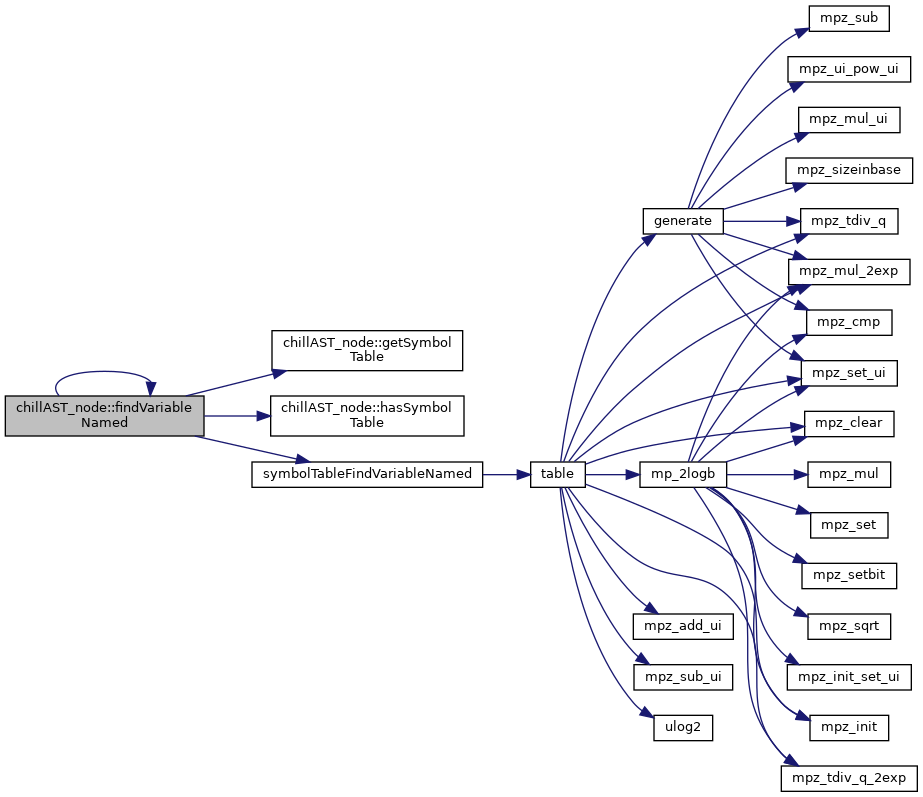 mpz_sub
mpz_ui_pow_ui
mpz_mul_ui
mpz_sizeinbase
generate
mpz_tdiv_q
mpz_mul_2exp
mpz_cmp
chillAST_node::getSymbol
Table
mpz_set_ui
chillAST_node::findVariable
Named
chillAST_node::hasSymbol
Table
mpz_clear
symbolTableFindVariableNamed
table
mp_2logb
mpz_mul
mpz_set
mpz_setbit
mpz_add_ui
mpz_sqrt
mpz_sub_ui
mpz_init_set_ui
ulog2
mpz_init
mpz_tdiv_q_2exp